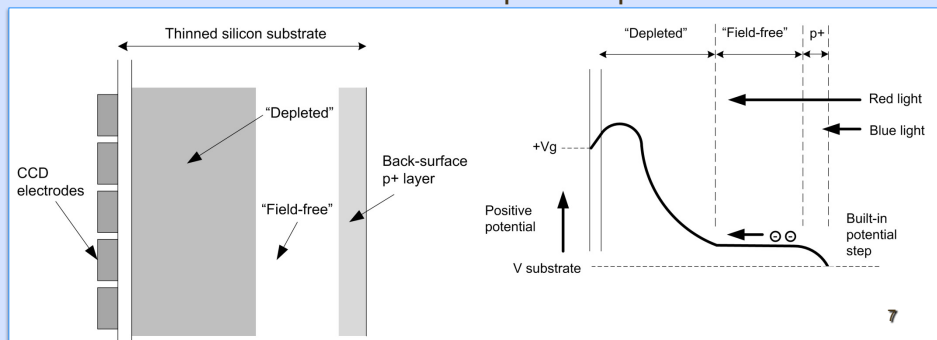 Thinned silicon substrate
“Depleted”
“Field-free”
CCD
electrodes
Back-surface
p+ layer
“Depleted”
“Field-free”
p+
Red light
Blue light
+Vg
Positive
potential
V substrate
Built-in
potential
step
7